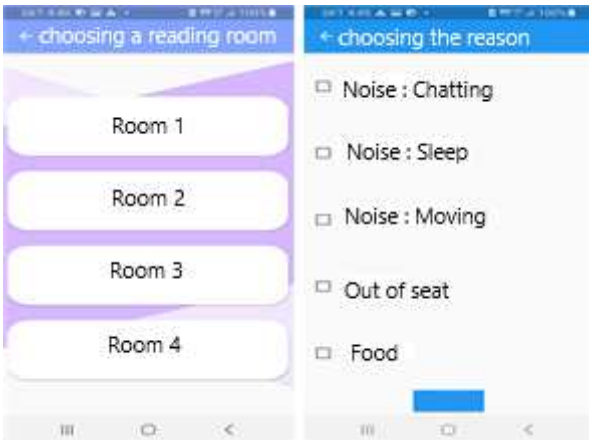 choosing a reading room
Room 1
Room 2
Room 3
Room 4
choosing the reason
Noise : Chatting
Noise : Sleep
Noise : Moving
Out of seat
Food